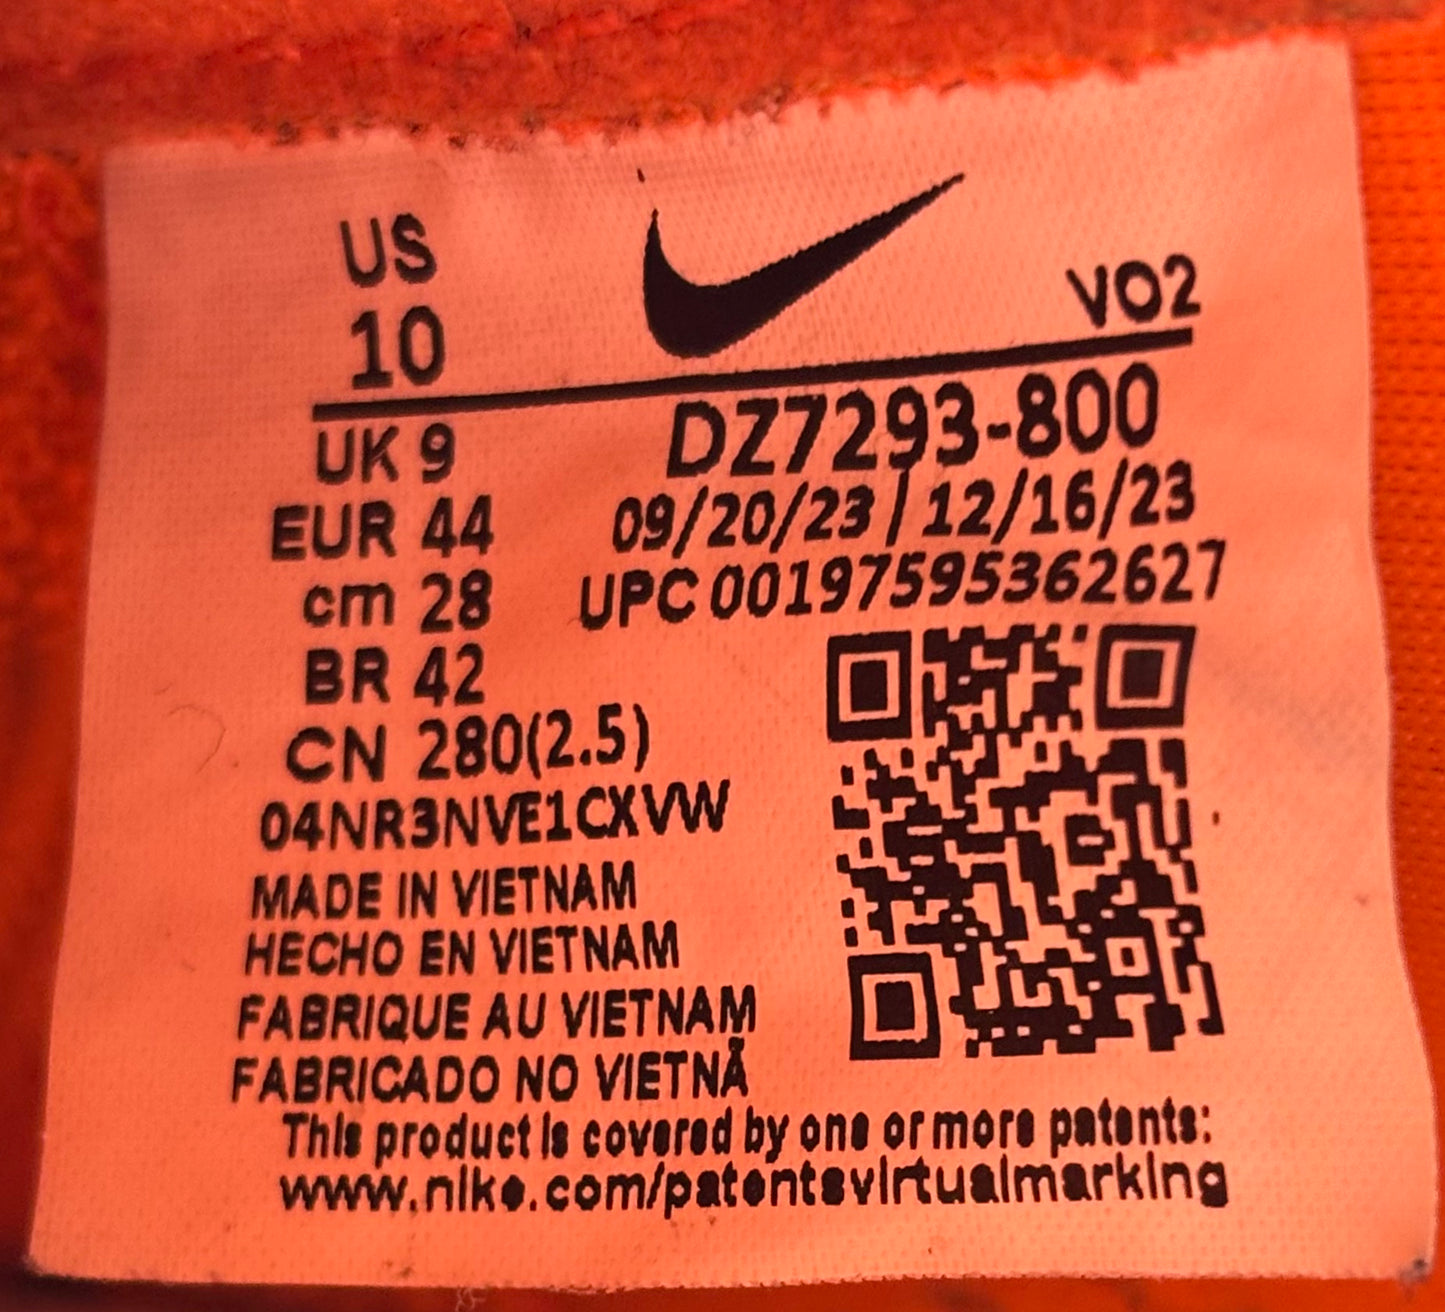 US
10
VO2
UK 9
DZ7293-800
EUR 44
09/20/23 | 12/16/23
cm 28
UPC 00197595362627
BR 42
CN 280(2.5)
04NR3NVE1CXVW
MADE IN VIETNAM
HECHO EN VIETNAM
FABRIQUE AU VIETNAM
FABRICADO NO VIETNÃ
This product is covered by one or more patents:
www.nike.com/patentsvirtualmarking